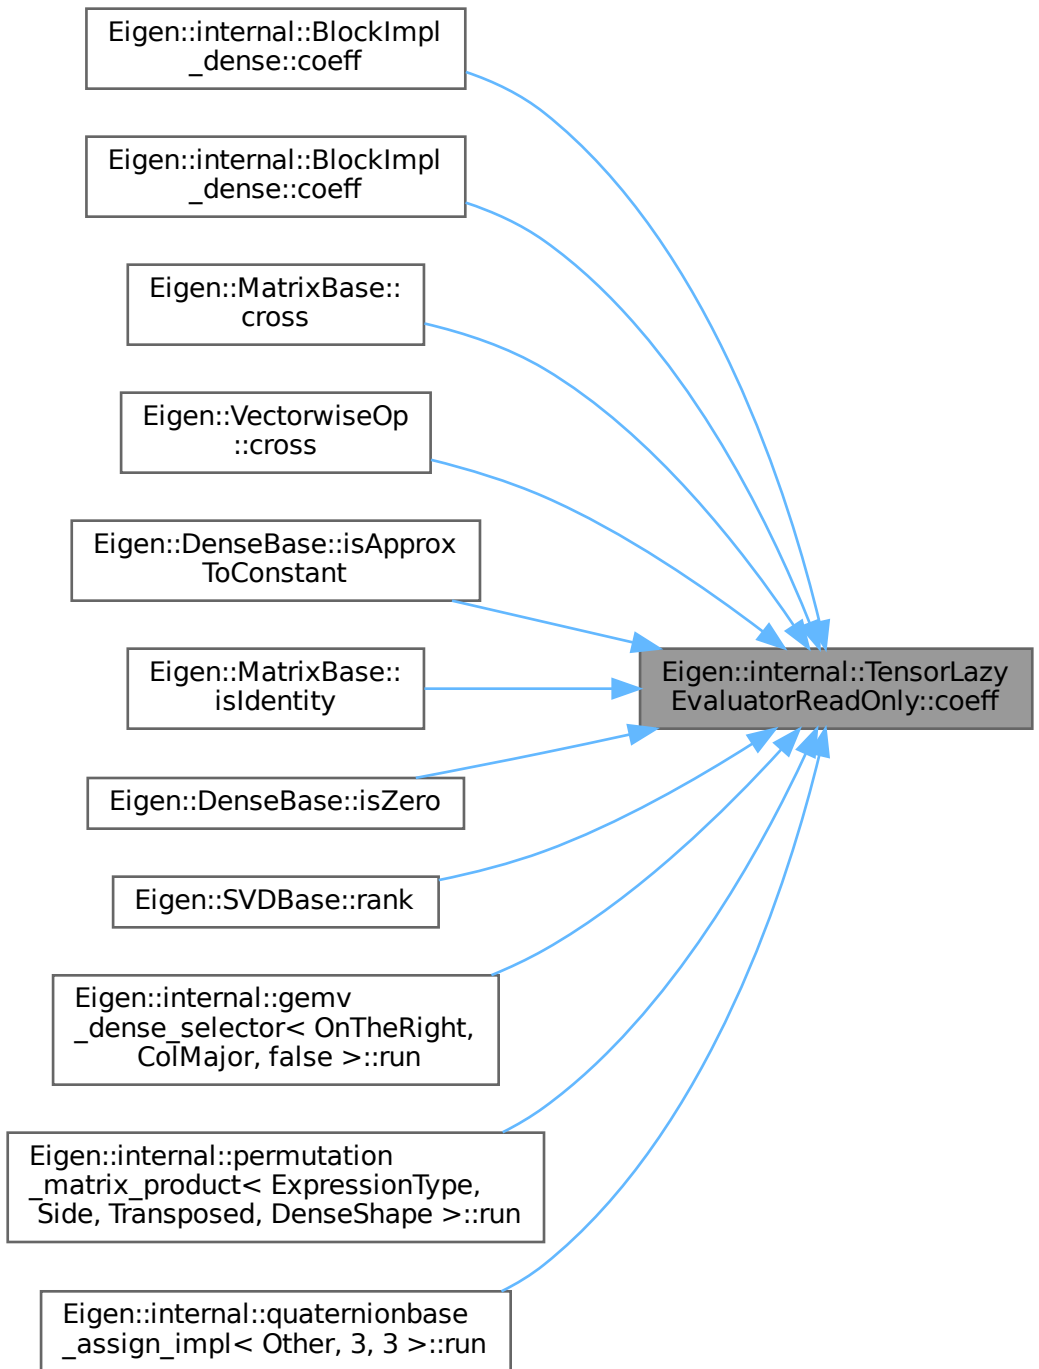 Eigen::internal::BlockImpl
_dense::coeff
Eigen::internal::BlockImpl
_dense::coeff
Eigen::MatrixBase::
cross
Eigen::VectorwiseOp
::cross
Eigen::DenseBase::isApprox
ToConstant
Eigen::MatrixBase::
isIdentity
Eigen::DenseBase::isZero
Eigen::SVDBase::rank
Eigen::internal::gemv
_dense_selector< OnTheRight,
ColMajor, false >::run
Eigen::internal::permutation
_matrix_product< ExpressionType,
Side, Transposed, DenseShape >::run
Eigen::internal::quaternionbase
_assign_impl< Other, 3, 3 >::run
Eigen::internal::TensorLazy
EvaluatorReadOnly::coeff